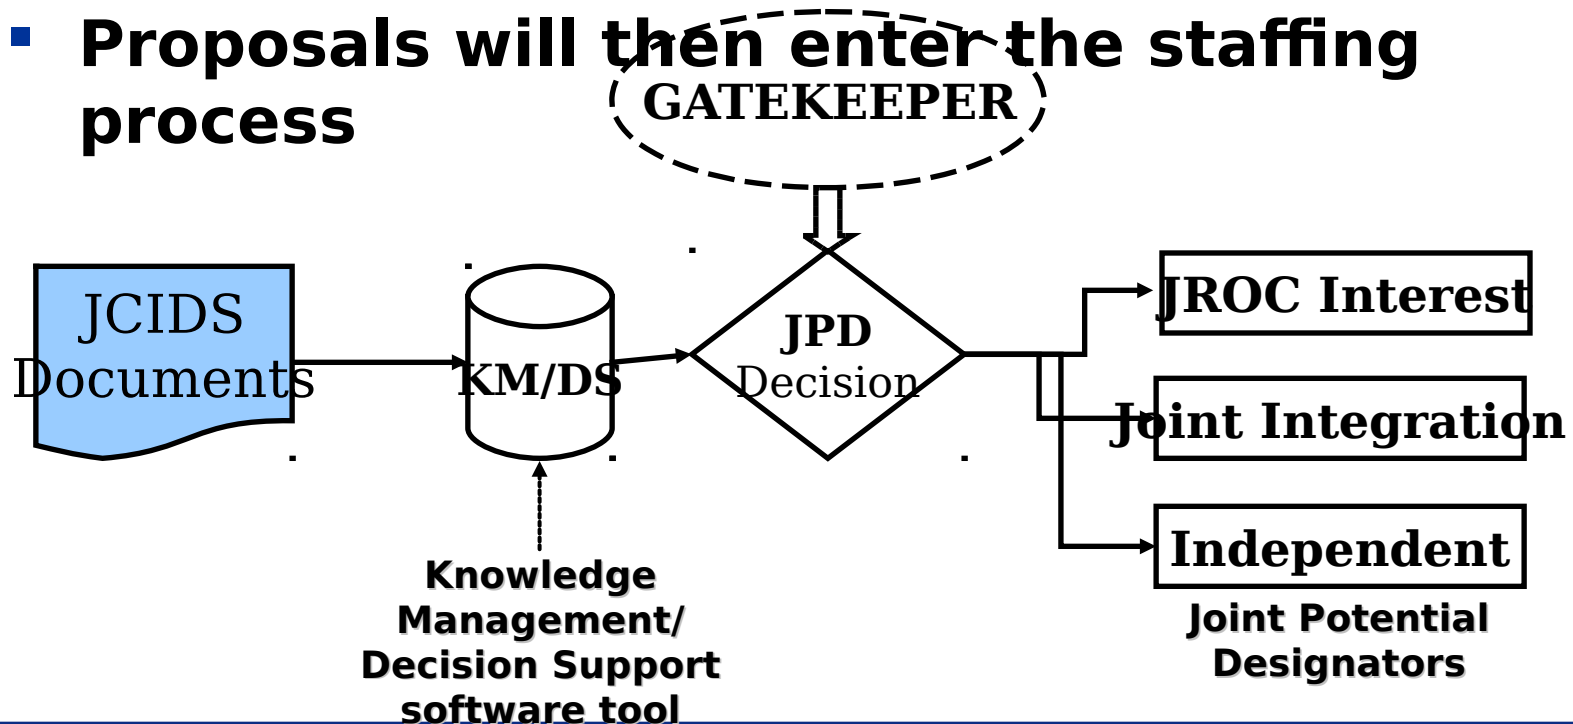 Proposals will then enter the staffing
process
GATEKEEPER
JCIDS
Documents
KM/DS
JPD
Decision
JROC Interest
Joint Integration
Independent
Knowledge
Management/
Decision Support
software tool
Joint Potential
Designators